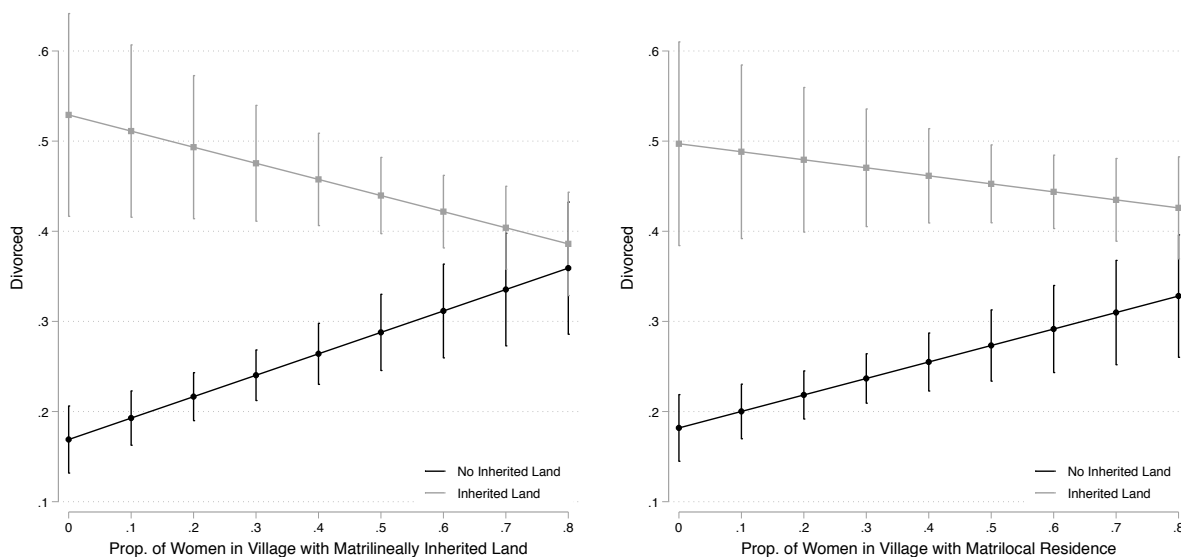 .6
.5
.4
.3
.2
.1
Divorced
0 .1 .2 .3 .4 .5 .6 .7 .8
Prop. of Women in Village with Matrilineally Inherited Land
No Inherited Land
Inherited Land
.6
.5
.4
.3
.2
.1
Divorced
0 .1 .2 .3 .4 .5 .6 .7 .8
Prop. of Women in Village with Matrilocal Residence
No Inherited Land
Inherited Land